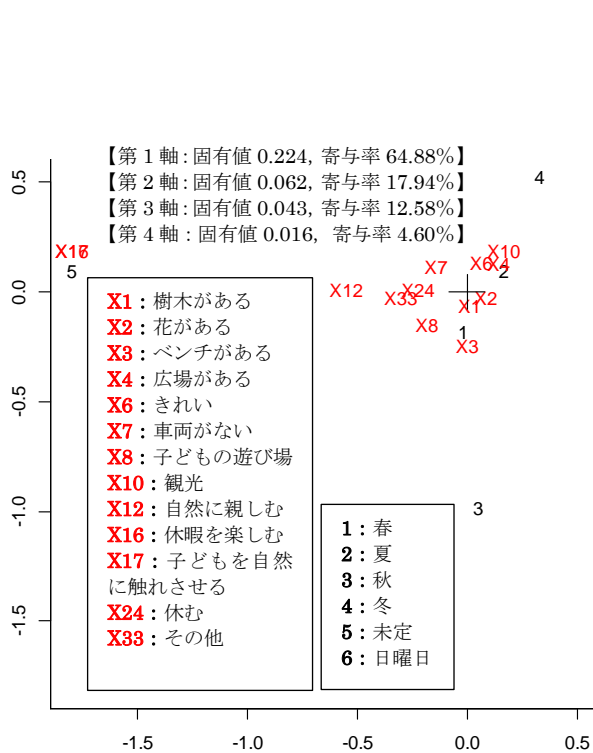 【第 1 軸 : 固有値 0.224, 寄与率 64.88%】
【第 2 軸 : 固有値 0.062, 寄与率 17.94%】
【第 3 軸 : 固有値 0.043, 寄与率 12.58%】
【第 4 軸 : 固有値 0.016, 寄与率 4.60%】
4
0.5
X10
X6
X4
2
X7
5
0.0
X12
X24
X33
X1
X2
X8
1
X3
X1:樹木がある
X2:花がある
X3:ベンチがある
X4:広場がある
X6:きれい
X7:車両がない
X8:子どもの遊び場
X10:観光
X12:自然に親しむ
X16:休暇を楽しむ
X17:子どもを自然
に触れさせる
X24:休む
X33:その他
-0.5
-1.0
-1.5
3
1:春
2:夏
3:秋
4:冬
5:未定
6:日曜日
-1.5
-1.0
-0.5
0.0
0.5